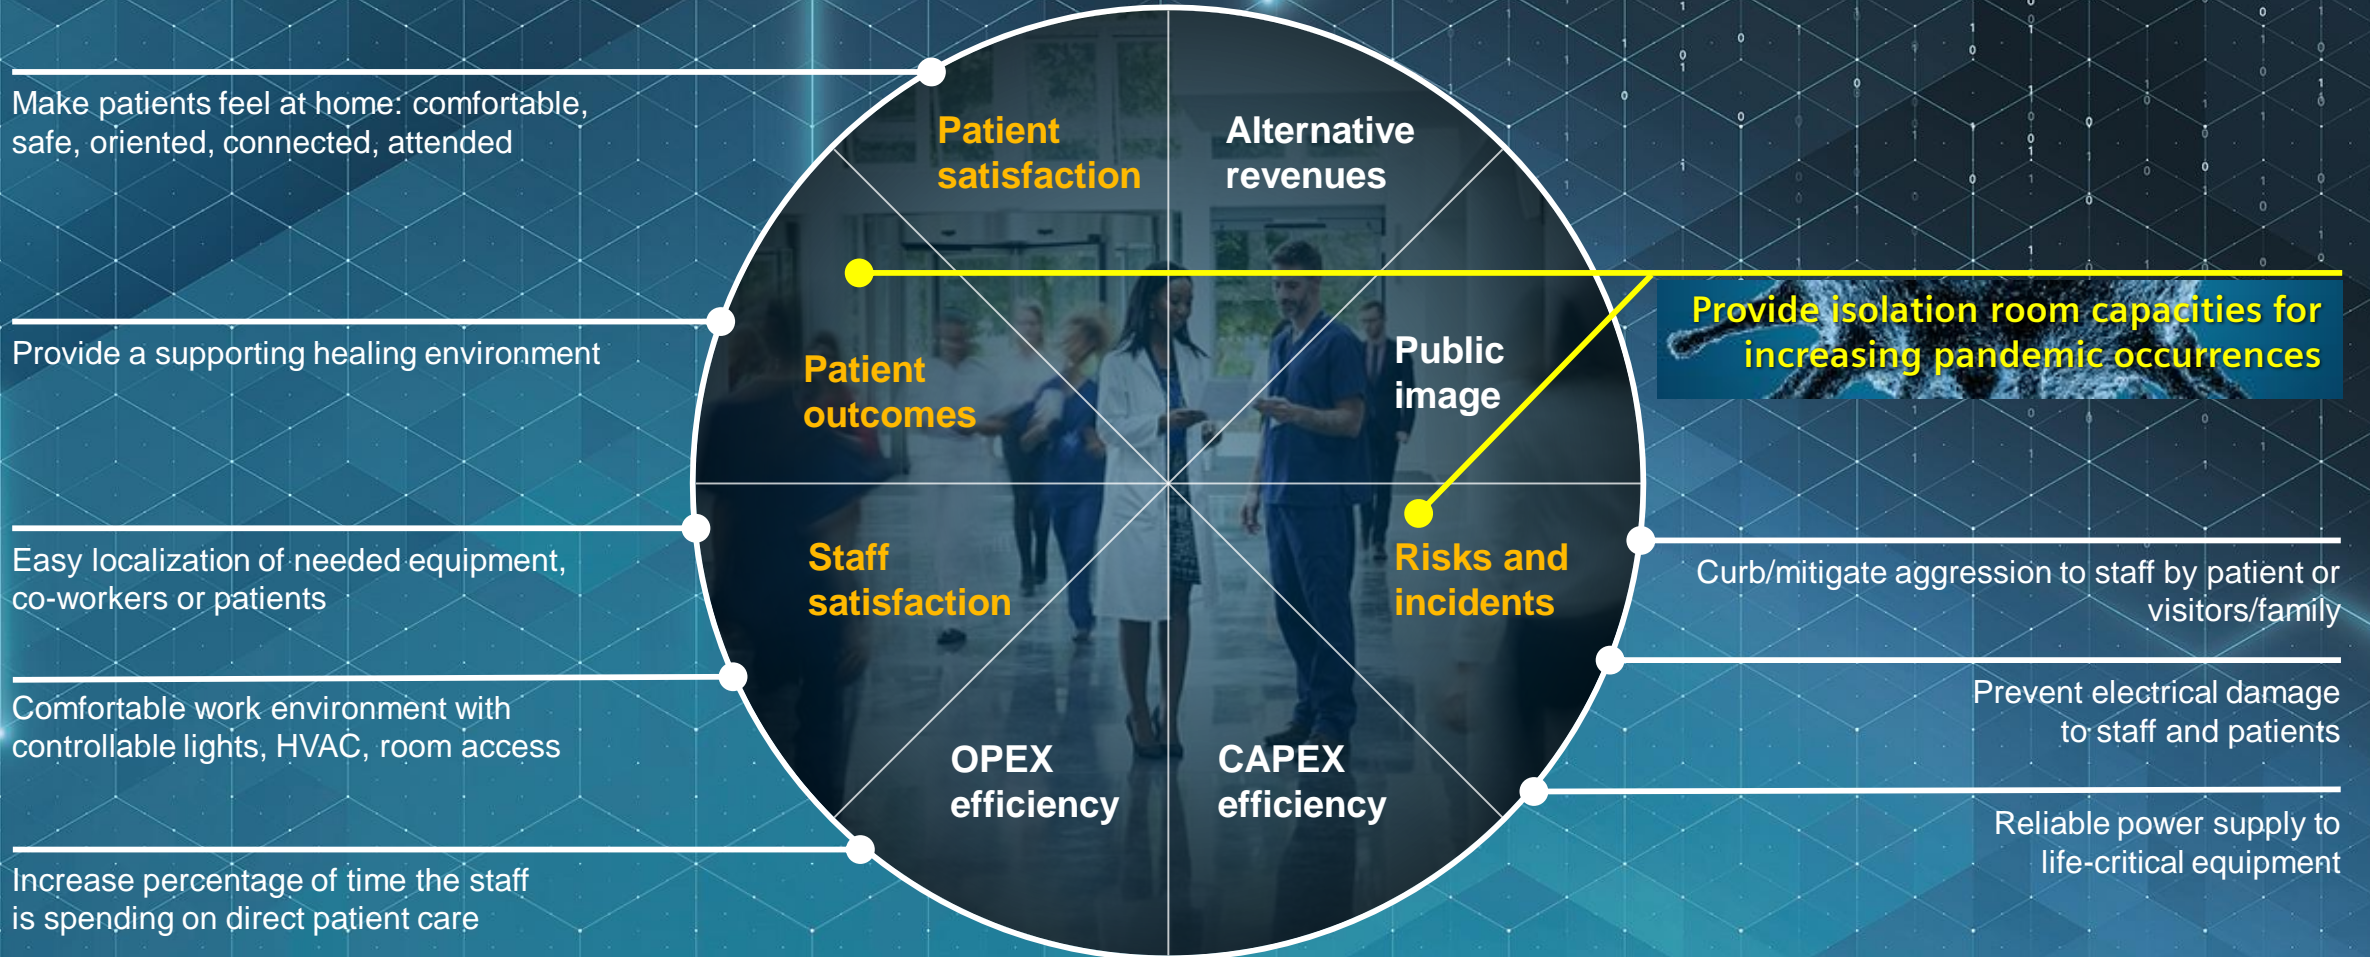 Make patients feel at home: comfortable,
safe, oriented, connected, attended
Provide a supporting healing environment
Easy localization of needed equipment,
co-workers or patients
Comfortable work environment with
controllable lights, HVAC, room access
Increase percentage of time the staff
is spending on direct patient care
Patient
satisfaction
Alternative
revenues
Patient
outcomes
Public
image
Staff
satisfaction
Risks and
incidents
OPEX
efficiency
CAPEX
efficiency
Provide isolation room capacities for
increasing pandemic occurrences
Curb/mitigate aggression to staff by patient or
visitors/family
Prevent electrical damage
to staff and patients
Reliable power supply to
life-critical equipment